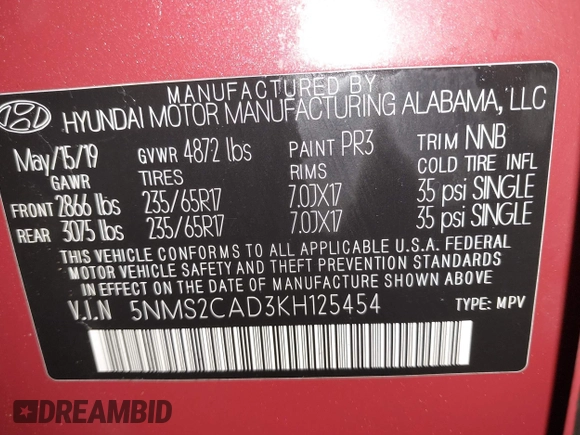 MANUFACTURED BY
HYUNDAI MOTOR MANUFACTURING ALABAMA, LLC
May/15/19 GVWR 4872 lbs PAINT PR3 TRIM NNB
GAWR TIRES RIMS COLD TIRE INFL
FRONT 2866 lbs 235/65R17 7.0JX17 35 psi SINGLE
REAR 3075 lbs 235/65R17 7.0JX17 35 psi SINGLE
THIS VEHICLE CONFORMS TO ALL APPLICABLE U.S.A. FEDERAL
MOTOR VEHICLE SAFETY AND THEFT PREVENTION STANDARDS
IN EFFECT ON THE DATE OF MANUFACTURE SHOWN ABOVE.
V.I.N 5NMS2CAD3KH125454 TYPE: MPV
DREAMBID